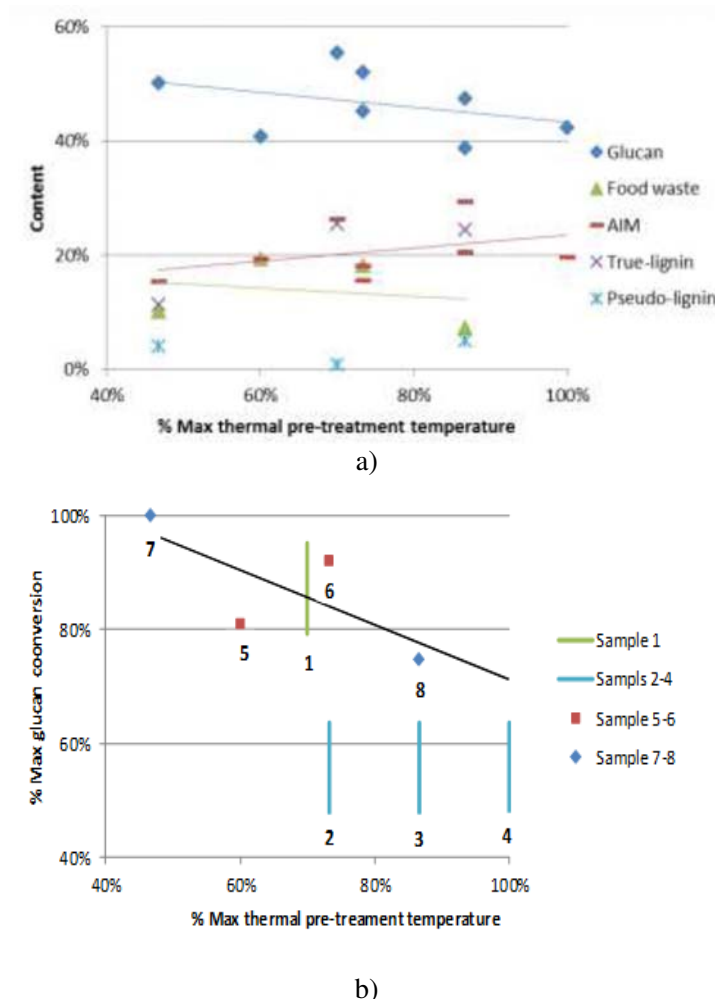 60%
40%
20%
0%
Content
40%
60%
80%
100%
% Max thermal pre-treatment temperature
Glucan
Food waste
AIM
True-lignin
Pseudo-lignin
a)
100%
80%
60%
40%
% Max glucan coonversion
7
5
6
1
8
2
3
4
40%
60%
80%
100%
% Max thermal pre-treament temperature
Sample 1
Sampls 2-4
Sample 5-6
Sample 7-8
b)